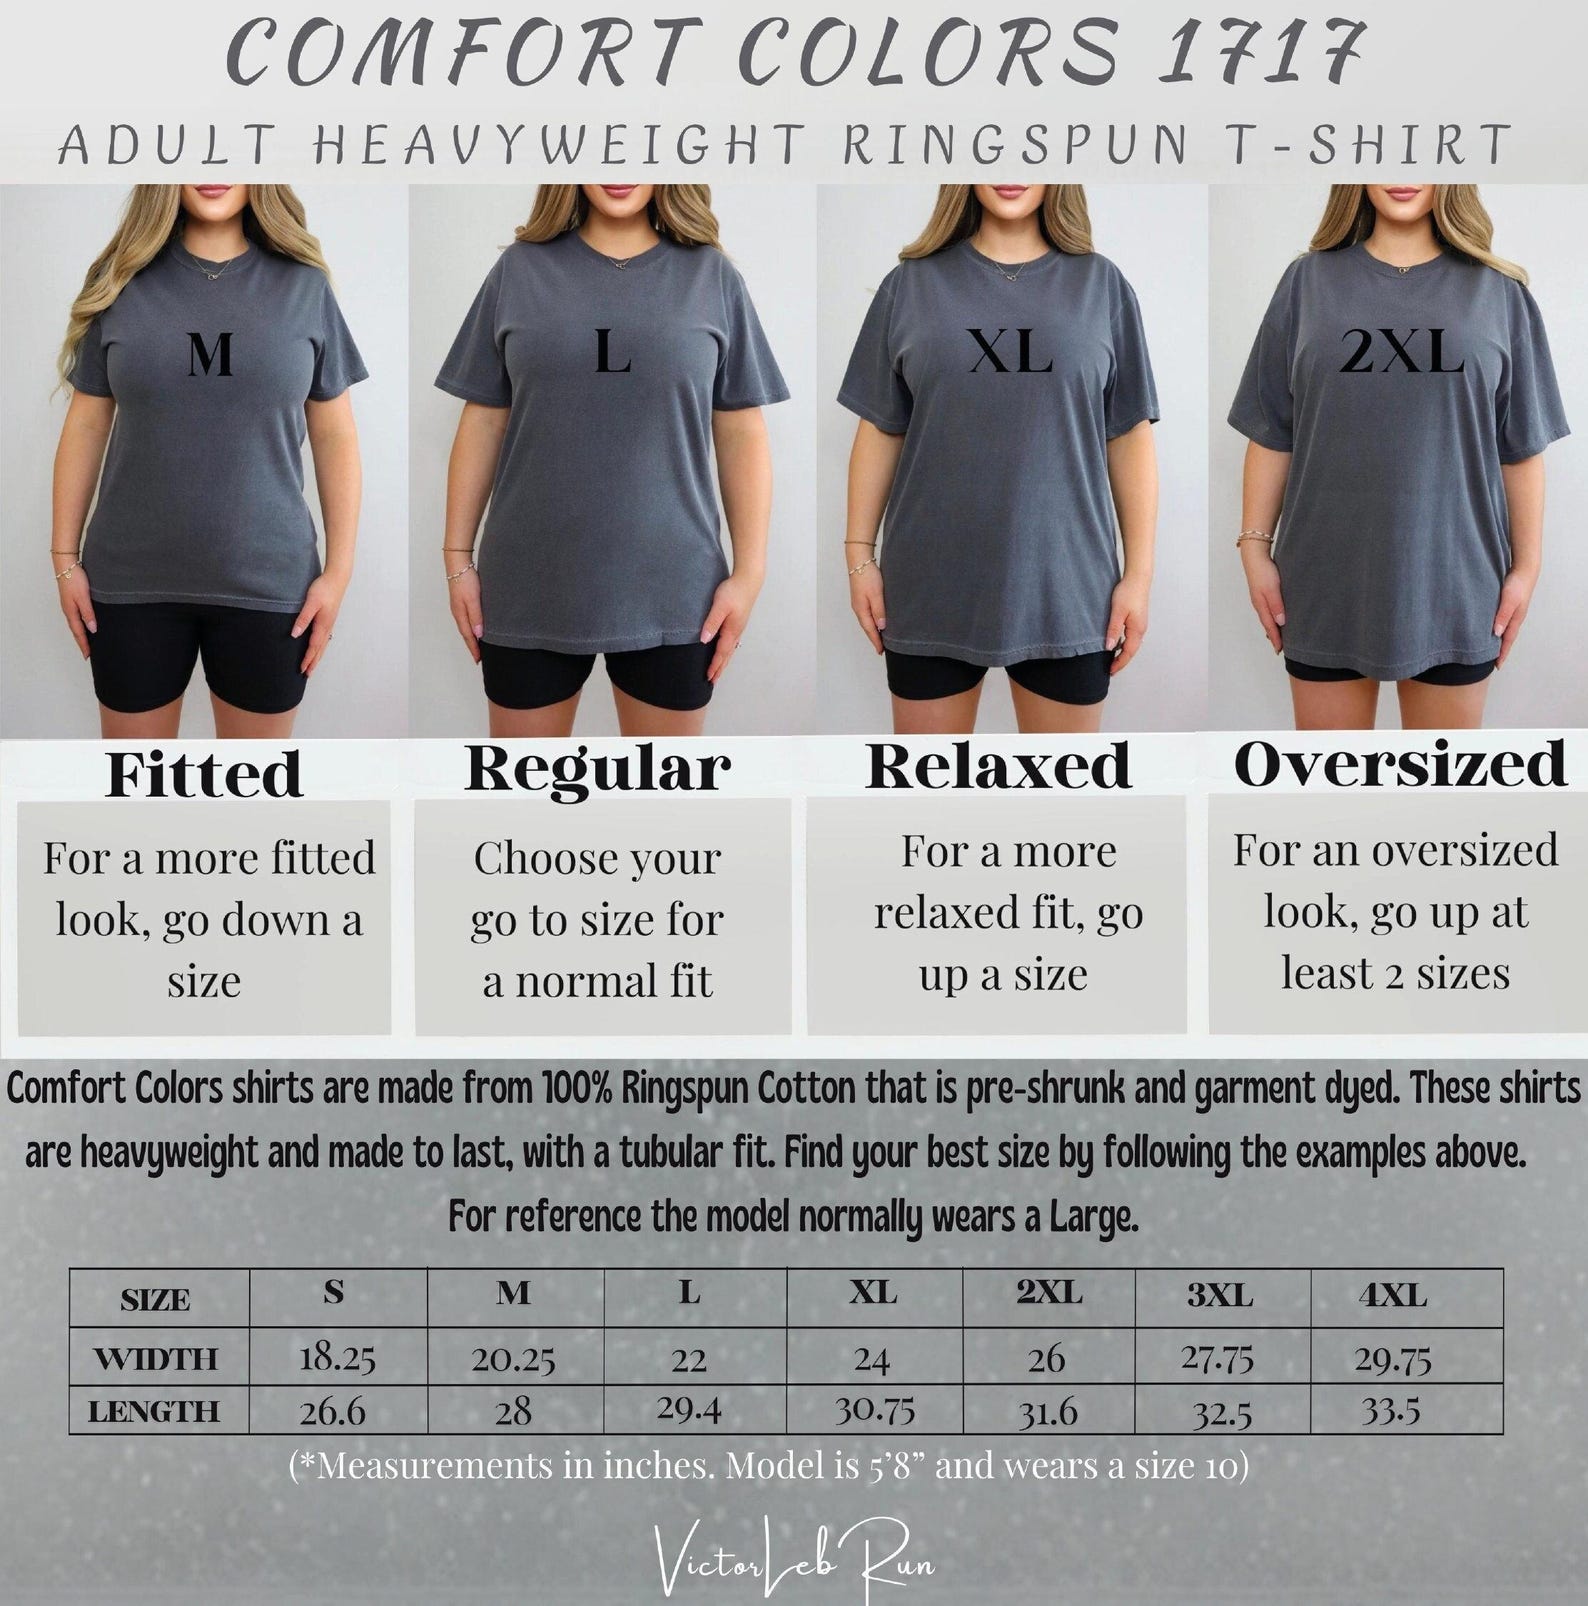 COMFORT COLORS 1717
ADULT HEAVYWEIGHT RINGSPUN T-SHIRT
M
L
XL
2XL
Fitted
For a more fitted
look, go down a
size
Regular
Choose your
go to size for
a normal fit
Relaxed
For a more
relaxed fit, go
up a size
Oversized
For an oversized
look, go up at
least 2 sizes
Comfort Colors shirts are made from 100% Ringspun Cotton that is pre-shrunk and garment dyed. These shirts
are heavyweight and made to last, with a tubular fit. Find your best size by following the examples above.
For reference the model normally wears a Large.
SIZE S M L XL 2XL 3XL 4XL
WIDTH 18.25 20.25 22 24 26 27.75 29.75
LENGTH 26.6 28 29.4 30.75 31.6 32.5 33.5
(*Measurements in inches. Model is 5’8” and wears a size 10)
VictorLebRun